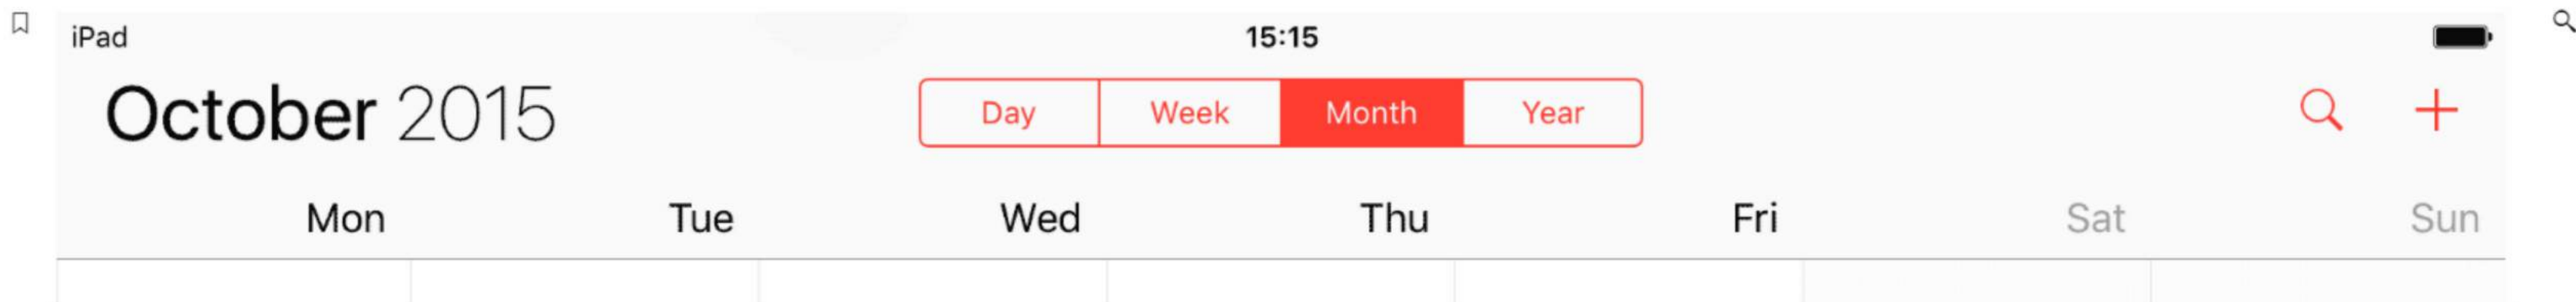 iPad 15:15
October 2015 Day Week Month Year
Mon Tue Wed Thu Fri Sat Sun